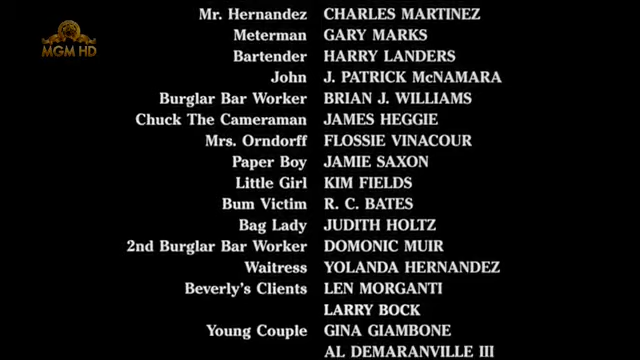 MGM HD
Mr. Hernandez CHARLES MARTINEZ
Meterman GARY MARKS
Bartender HARRY LANDERS
John J. PATRICK McNAMARA
Burglar Bar Worker BRIAN J. WILLIAMS
Chuck The Cameraman JAMES HEGGIE
Mrs. Orndorff FLOSSIE VINACOUR
Paper Boy JAMIE SAXON
Little Girl KIM FIELDS
Bum Victim R. C. BATES
Bag Lady JUDITH HOLTZ
2nd Burglar Bar Worker DOMONIC MUIR
Waitress YOLANDA HERNANDEZ
Beverly's Clients LEN MORGANTI
LARRY BOCK
Young Couple GINA GIAMBONE
AL DEMARANVILLE III